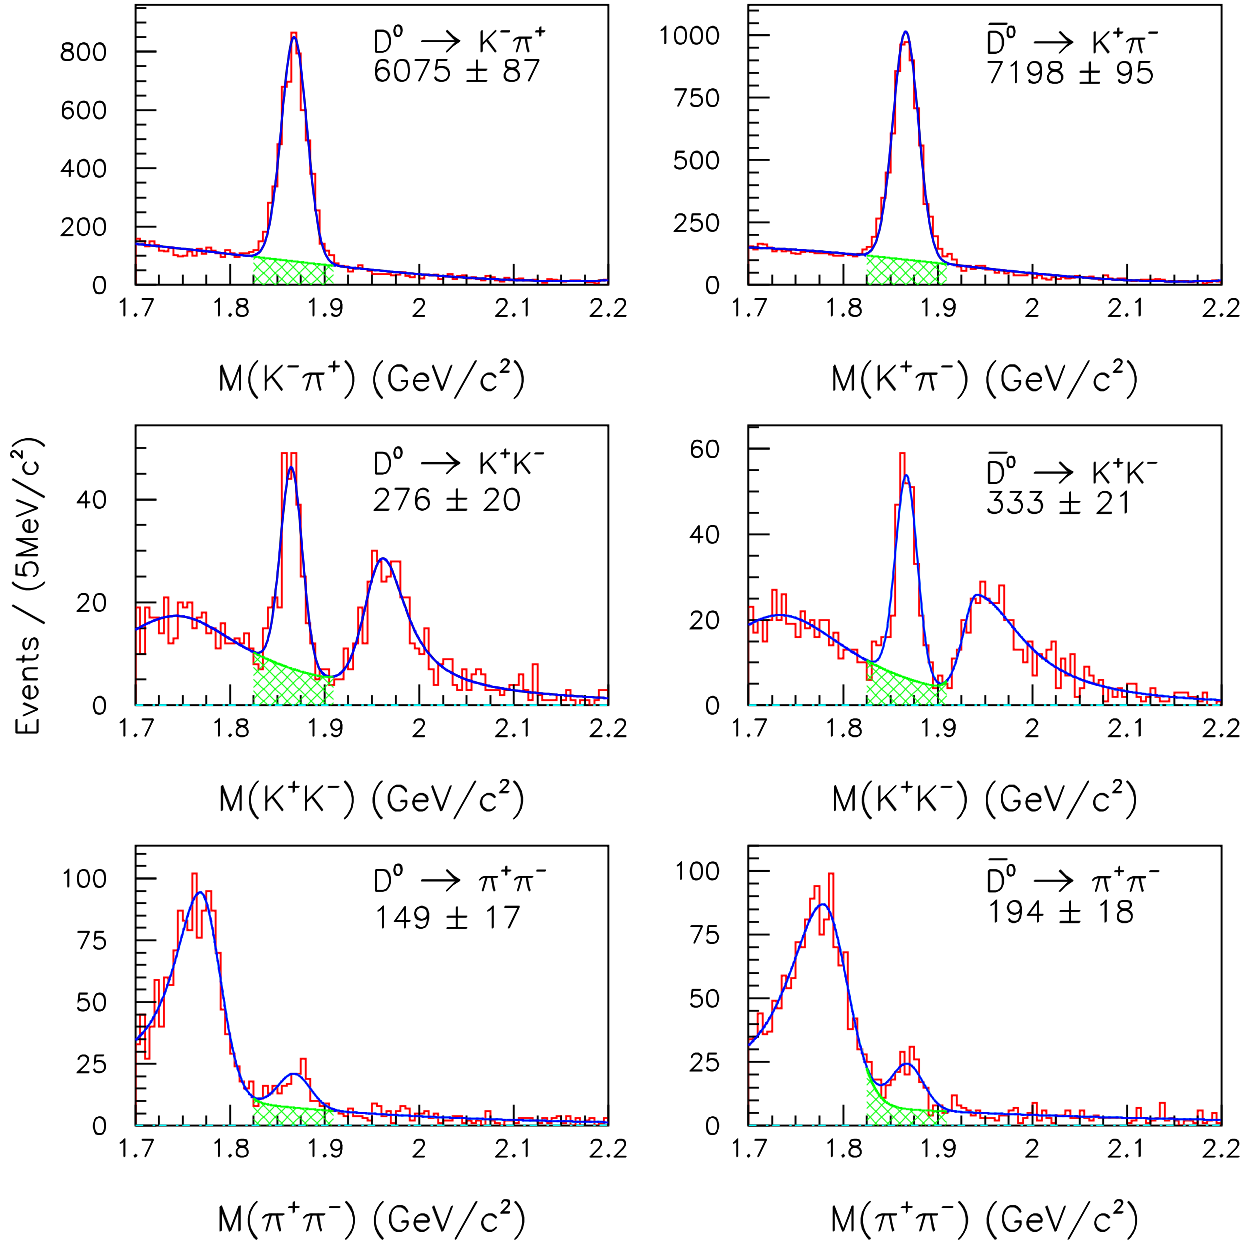 D⁰ → K⁻π⁺
6075 ± 87
800
600
400
200
0
1.7 1.8 1.9 2 2.1 2.2
M(K⁻π⁺) (GeV/c²)
D̅⁰ → K⁺π⁻
7198 ± 95
1000
750
500
250
0
1.7 1.8 1.9 2 2.1 2.2
M(K⁺π⁻) (GeV/c²)
Events / (5MeV/c²)
D⁰ → K⁺K⁻
276 ± 20
40
20
0
1.7 1.8 1.9 2 2.1 2.2
M(K⁺K⁻) (GeV/c²)
D̅⁰ → K⁺K⁻
333 ± 21
60
40
20
0
1.7 1.8 1.9 2 2.1 2.2
M(K⁺K⁻) (GeV/c²)
D⁰ → π⁺π⁻
149 ± 17
100
75
50
25
0
1.7 1.8 1.9 2 2.1 2.2
M(π⁺π⁻) (GeV/c²)
D̅⁰ → π⁺π⁻
194 ± 18
100
75
50
25
0
1.7 1.8 1.9 2 2.1 2.2
M(π⁺π⁻) (GeV/c²)